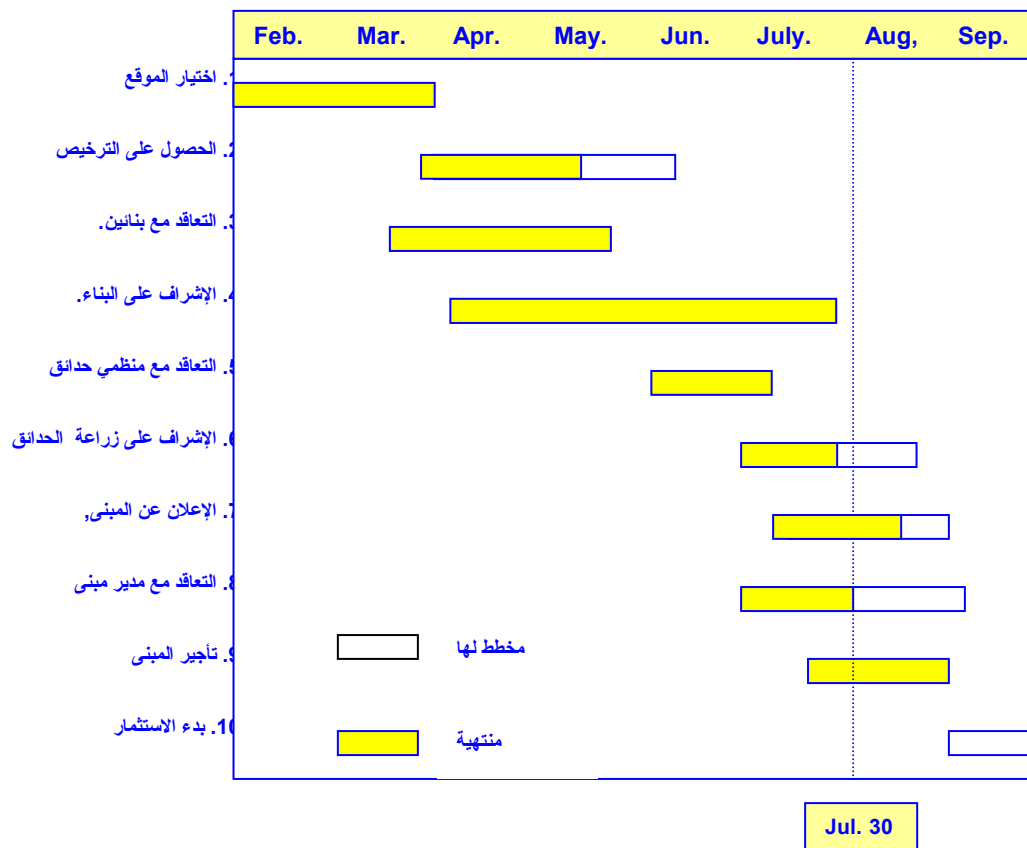 Feb. Mar. Apr. May. Jun. July. Aug, Sep.
1. اختيار الموقع
2. الحصول على الترخيص
3. التعاقد مع بنائين.
4. الإشراف على البناء.
5. التعاقد مع منظمي حدائق
6. الإشراف على زراعة الحدائق
7. الإعلان عن المبنى,
8. التعاقد مع مدير مبنى
9. تأجير المبنى
مخطط لها
10. بدء الاستثمار
منتهية
Jul. 30